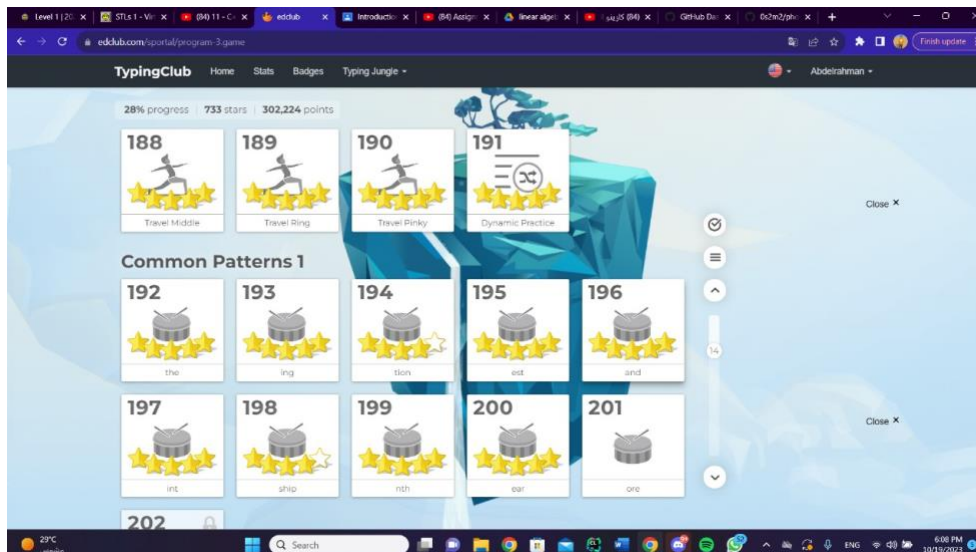 Level 1 | 20
STLs 1 - Vir
(84) 11 - C
edclub
Introductio
(84) Assign
linear algeb
(84)
GitHub Das
0s2m2/pho
edclub.com/sportal/program-3.game
Finish update
TypingClub Home Stats Badges Typing Jungle
Abdelrahman
28% progress 733 stars 302,224 points
188 189 190 191
Travel Middle Travel Ring Travel Pinky Dynamic Practice
Close ×
Common Patterns 1
192 193 194 195 196
the ing tion est and
14
197 198 199 200 201
Close ×
int ship nth ear ore
202
29°C
Search
ENG
6:08 PM
10/19/2023